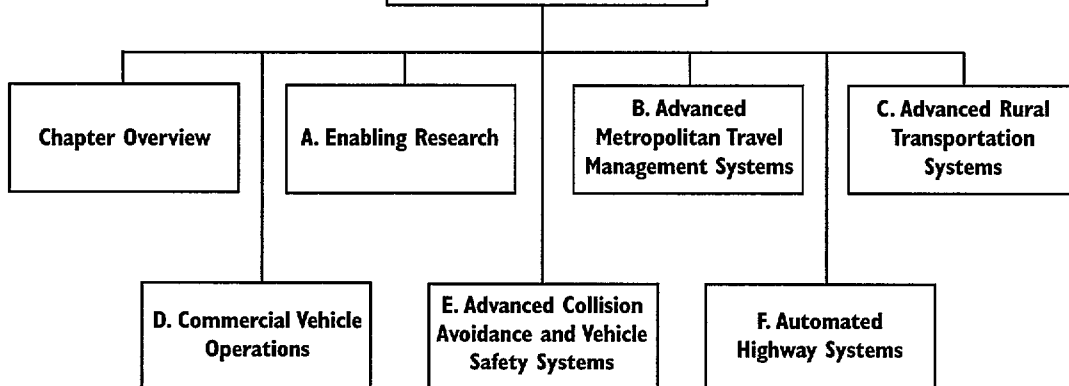 Chapter Overview
A. Enabling Research
B. Advanced
Metropolitan Travel
Management Systems
C. Advanced Rural
Transportation
Systems
D. Commercial Vehicle
Operations
E. Advanced Collision
Avoidance and Vehicle
Safety Systems
F. Automated
Highway Systems